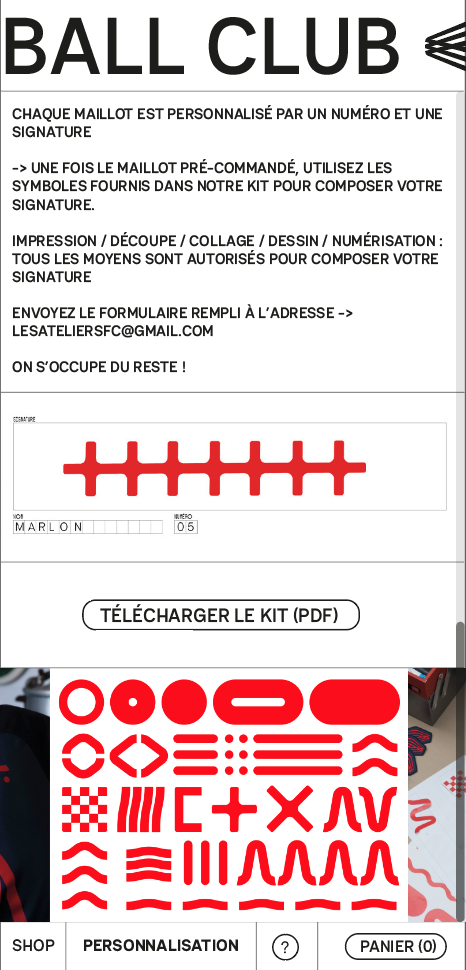 BALL CLUB
CHAQUE MAILLOT EST PERSONNALISÉ PAR UN NUMÉRO ET UNE
SIGNATURE
-> UNE FOIS LE MAILLOT PRÉ-COMMANDÉ, UTILISEZ LES
SYMBOLES FOURNIS DANS NOTRE KIT POUR COMPOSER VOTRE
SIGNATURE.
IMPRESSION / DÉCOUPE / COLLAGE / DESSIN / NUMÉRISATION :
TOUS LES MOYENS SONT AUTORISÉS POUR COMPOSER VOTRE
SIGNATURE
ENVOYEZ LE FORMULAIRE REMPLI À L'ADRESSE ->
LESATELIERSFC@GMAIL.COM
ON S'OCCUPE DU RESTE !
SIGNATURE
NOM
NUMÉRO
MARLON
05
TÉLÉCHARGER LE KIT (PDF)
SHOP
PERSONNALISATION
?
PANIER (0)